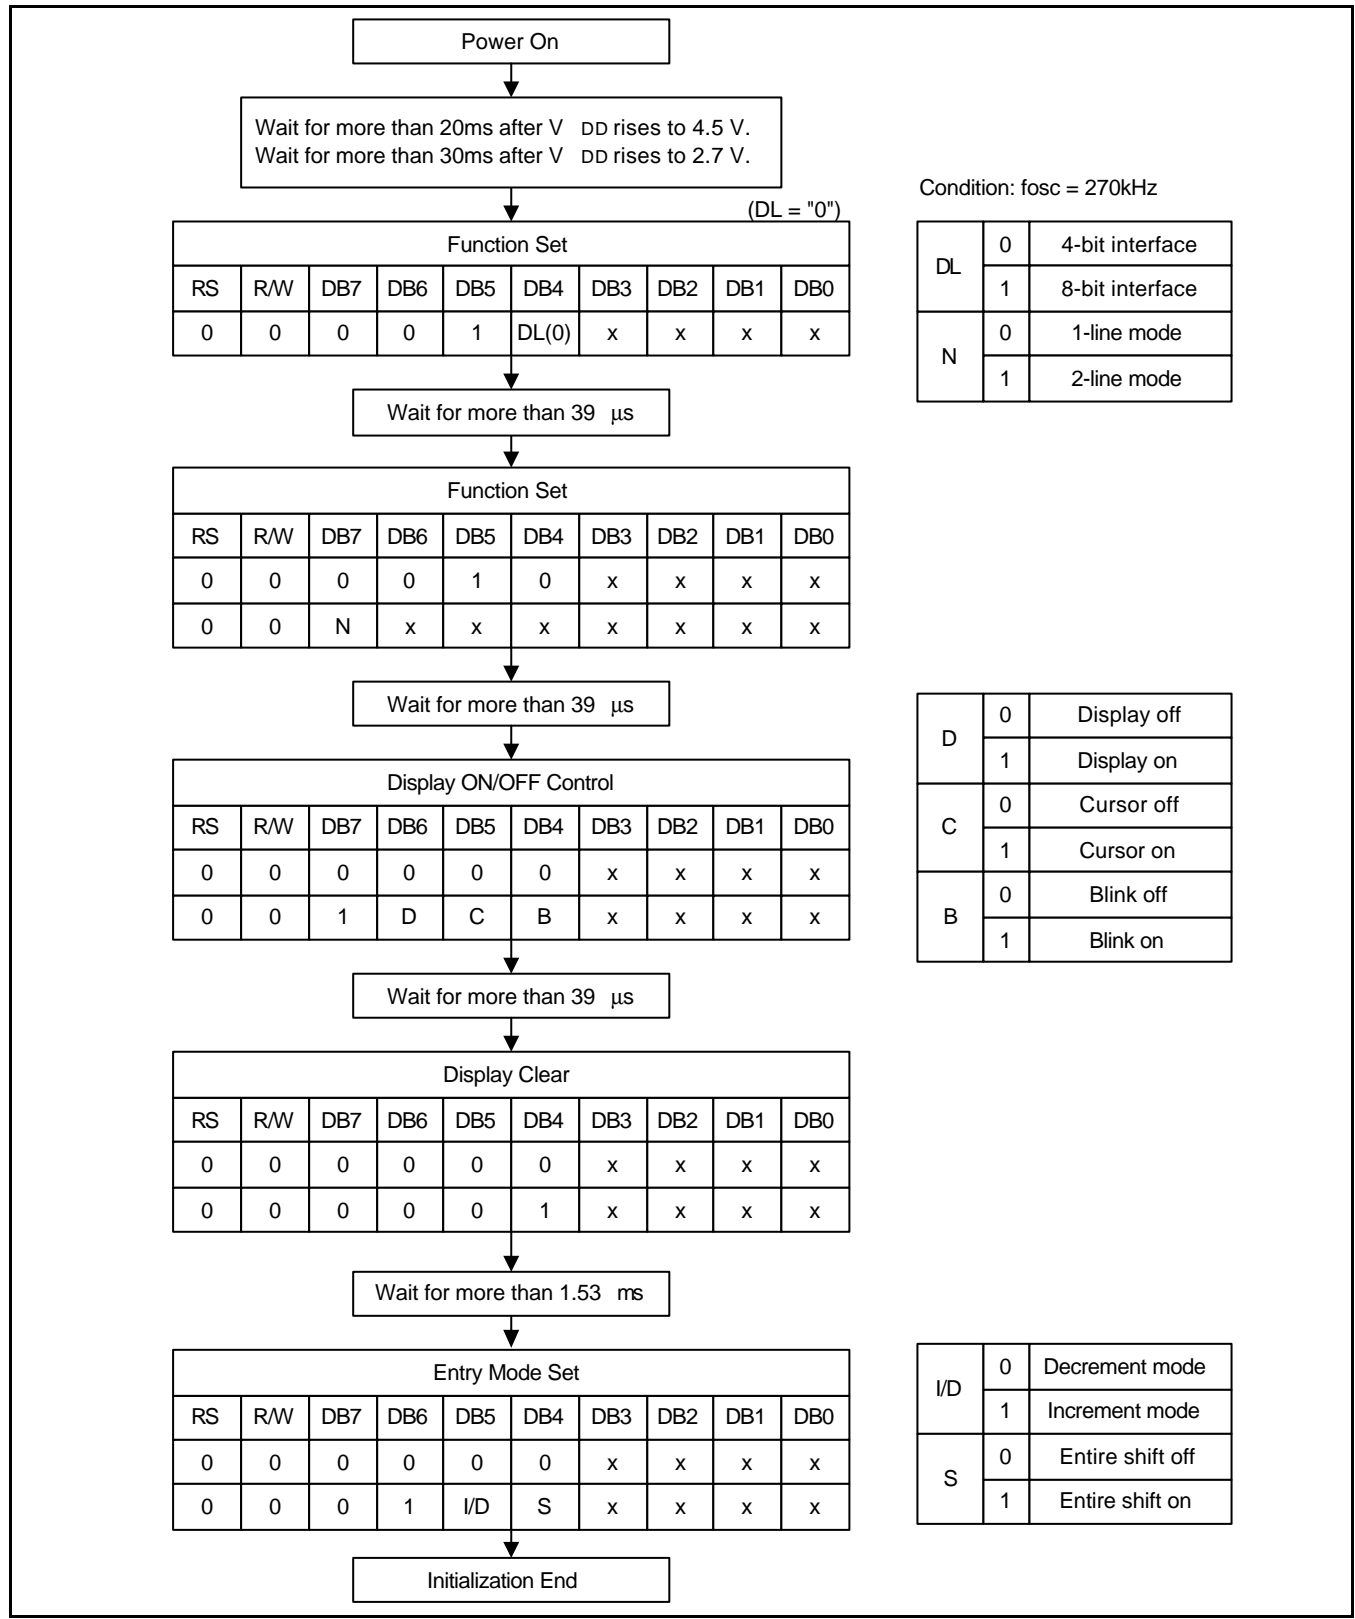 Power On
Wait for more than 20ms after V DD rises to 4.5 V.
Wait for more than 30ms after V DD rises to 2.7 V.
Condition: fosc = 270kHz
(DL = "0")
Function Set
RS R/W DB7 DB6 DB5 DB4 DB3 DB2 DB1 DB0
0 0 0 0 1 DL(0) x x x x
DL 0 4-bit interface
1 8-bit interface
N 0 1-line mode
1 2-line mode
Wait for more than 39 μs
Function Set
RS R/W DB7 DB6 DB5 DB4 DB3 DB2 DB1 DB0
0 0 0 0 1 0 x x x x
0 0 N x x x x x x x
Wait for more than 39 μs
Display ON/OFF Control
RS R/W DB7 DB6 DB5 DB4 DB3 DB2 DB1 DB0
0 0 0 0 0 0 x x x x
0 0 1 D C B x x x x
D 0 Display off
1 Display on
C 0 Cursor off
1 Cursor on
B 0 Blink off
1 Blink on
Wait for more than 39 μs
Display Clear
RS R/W DB7 DB6 DB5 DB4 DB3 DB2 DB1 DB0
0 0 0 0 0 0 x x x x
0 0 0 0 0 1 x x x x
Wait for more than 1.53 ms
Entry Mode Set
RS R/W DB7 DB6 DB5 DB4 DB3 DB2 DB1 DB0
0 0 0 0 0 0 x x x x
0 0 0 1 I/D S x x x x
I/D 0 Decrement mode
1 Increment mode
S 0 Entire shift off
1 Entire shift on
Initialization End